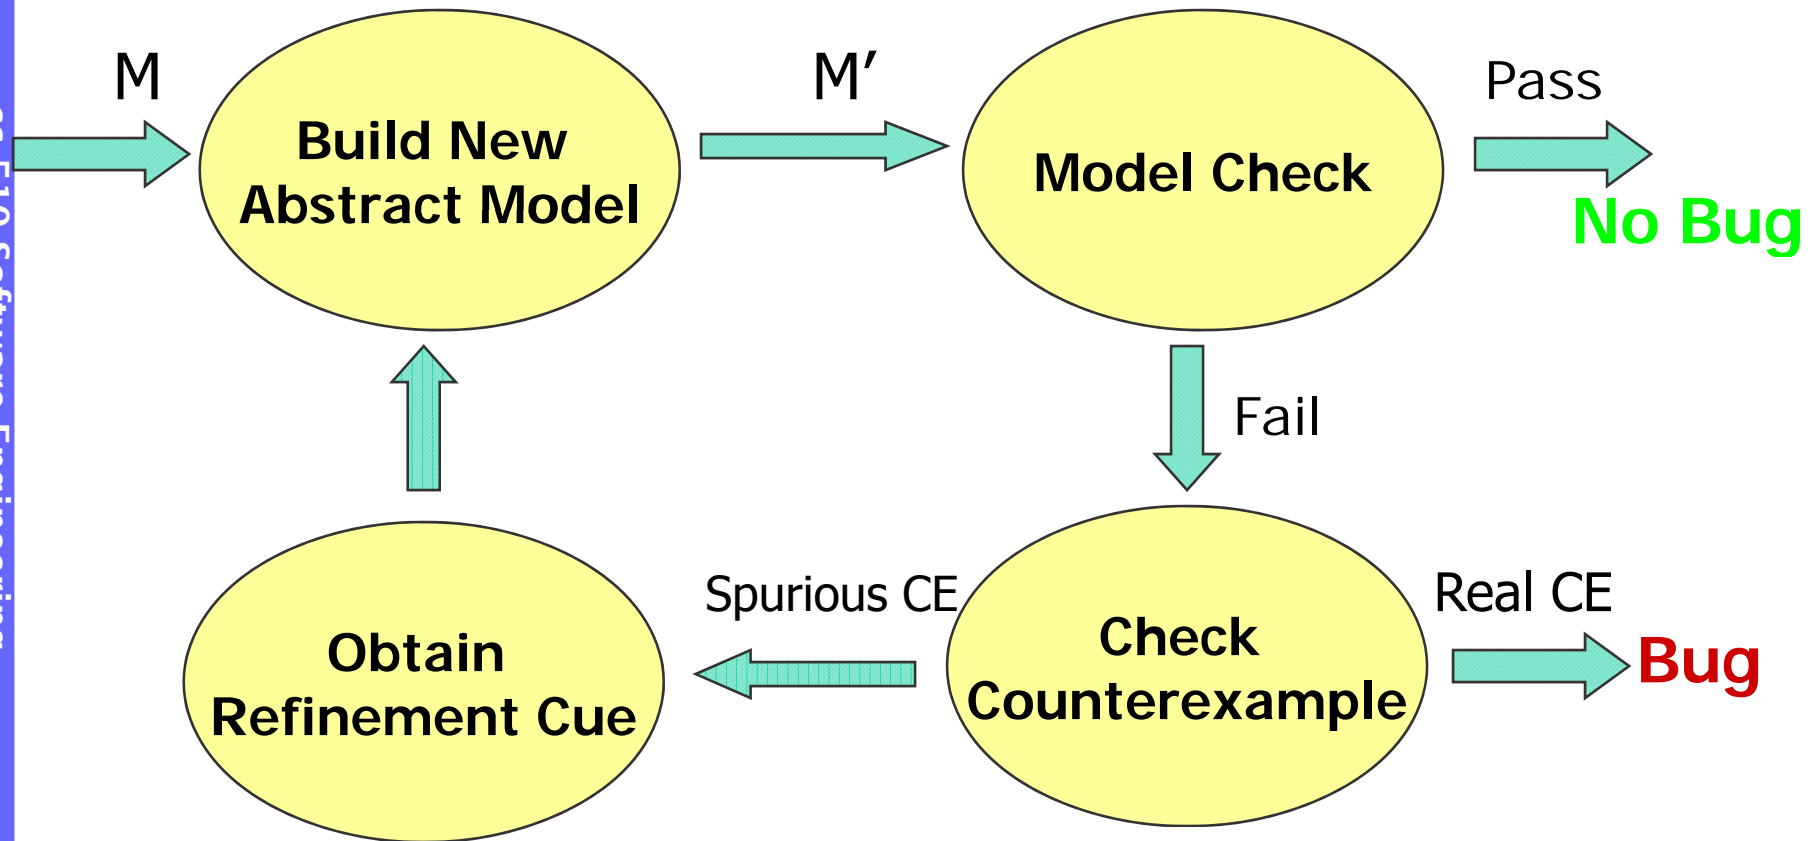 M
Build New
Abstract Model
M’
Model Check
Pass
No Bug
Fail
Spurious CE
Obtain
Refinement Cue
Check
Counterexample
Real CE
Bug